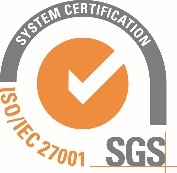 SYSTEM CERTIFICATION
ISO/IEC 27001
SGS